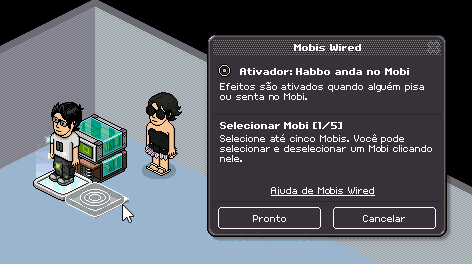 Mobis Wired
Ativador: Habbo anda no Mobi
Efeitos são ativados quando alguém pisa
ou senta no Mobi.
Selecionar Mobi [1/5]
Selecione até cinco Mobis. Você pode
selecionar e deselecionar um Mobi clicando
nele.
Ajuda de Mobis Wired
Pronto
Cancelar